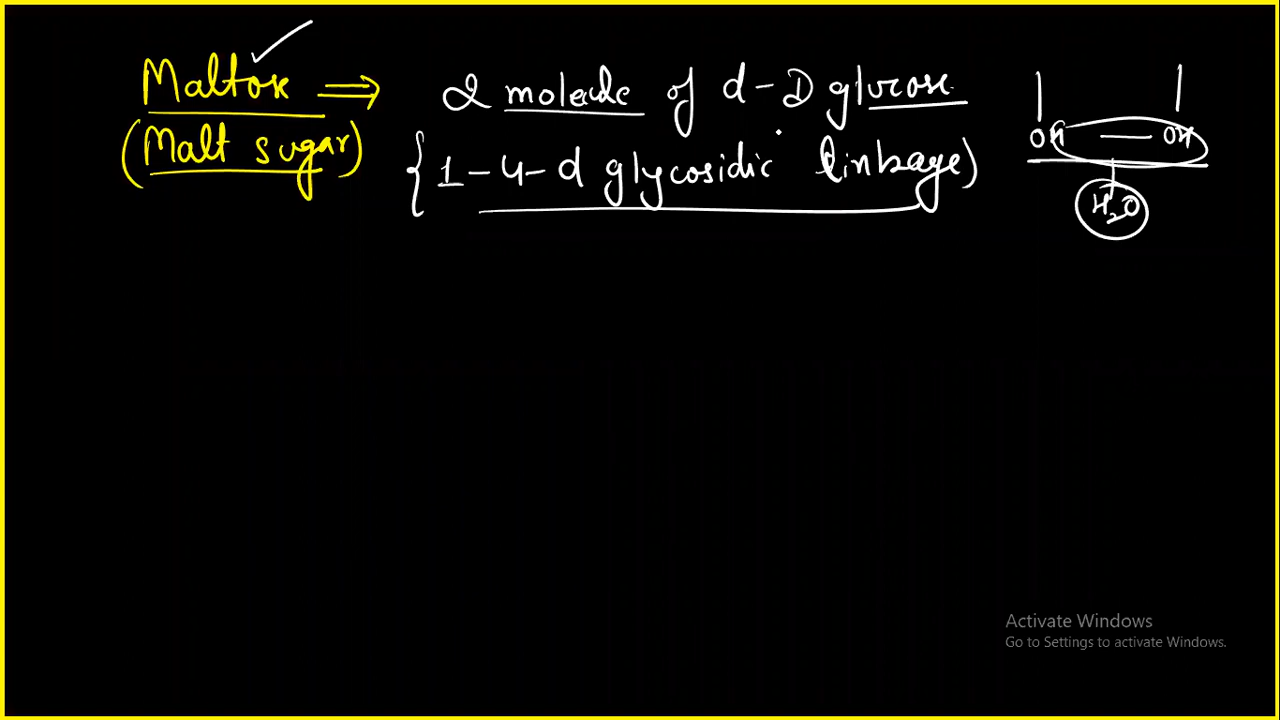 Maltose ⇒ 2 molecule of d-D glucose.
(Malt sugar) {1-4-d glycosidic linkage)
OH — OH
H2O
Activate Windows
Go to Settings to activate Windows.